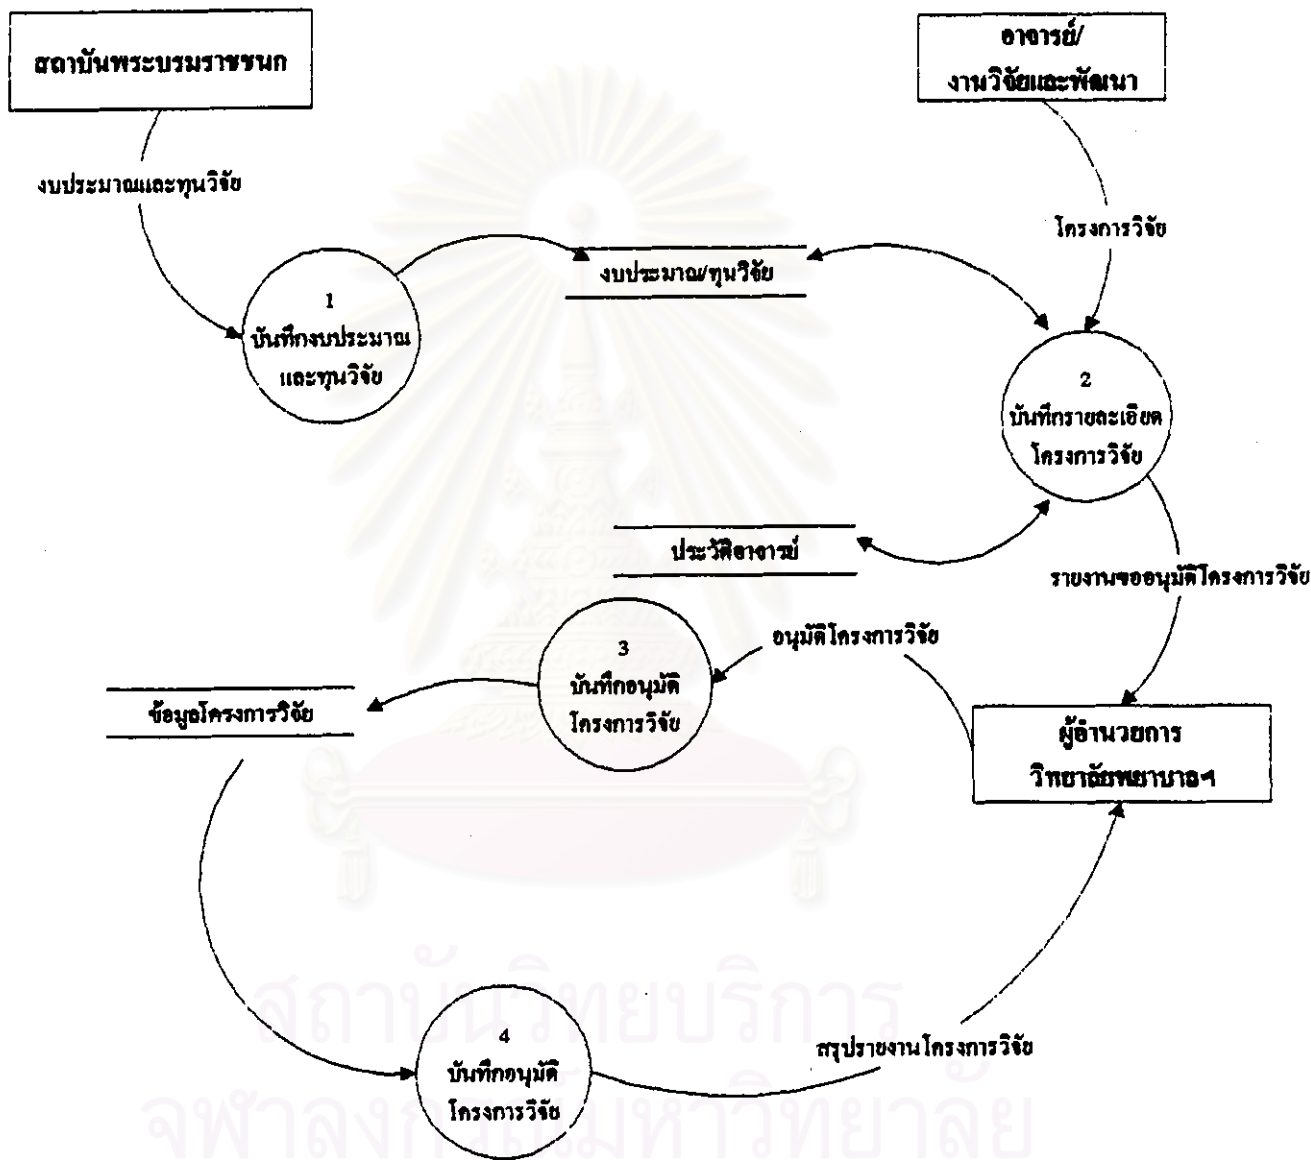 สถาบันพระบรมราชชนก
อาจารย์/
งานวิจัยและพัฒนา
งบประมาณและทุนวิจัย
โครงการวิจัย
งบประมาณ/ทุนวิจัย
1
บันทึกงบประมาณ
และทุนวิจัย
2
บันทึกรายละเอียด
โครงการวิจัย
ประวัติอาจารย์
รายงานขออนุมัติโครงการวิจัย
อนุมัติโครงการวิจัย
3
บันทึกอนุมัติ
โครงการวิจัย
ข้อมูลโครงการวิจัย
ผู้อำนวยการ
วิทยาลัยพยาบาลฯ
4
บันทึกอนุมัติ
โครงการวิจัย
สรุปรายงานโครงการวิจัย
สถาบันวิทยบริการ
จุฬาลงกรณ์มหาวิทยาลัย